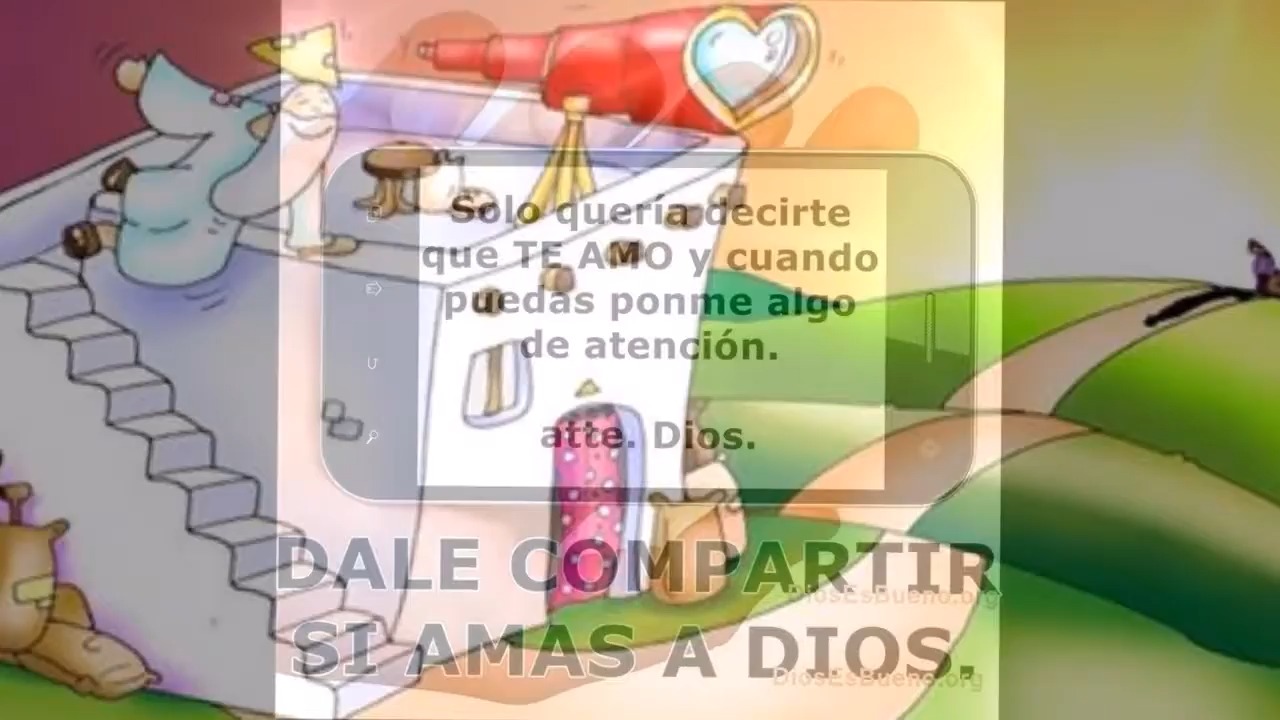 Solo quería decirte
que TE AMO y cuando
puedas ponme algo
de atención.
atte. Dios.
DALE COMPARTIR
DiosEsBueno.org
SI AMAS A DIOS.
DiosEsBueno.org